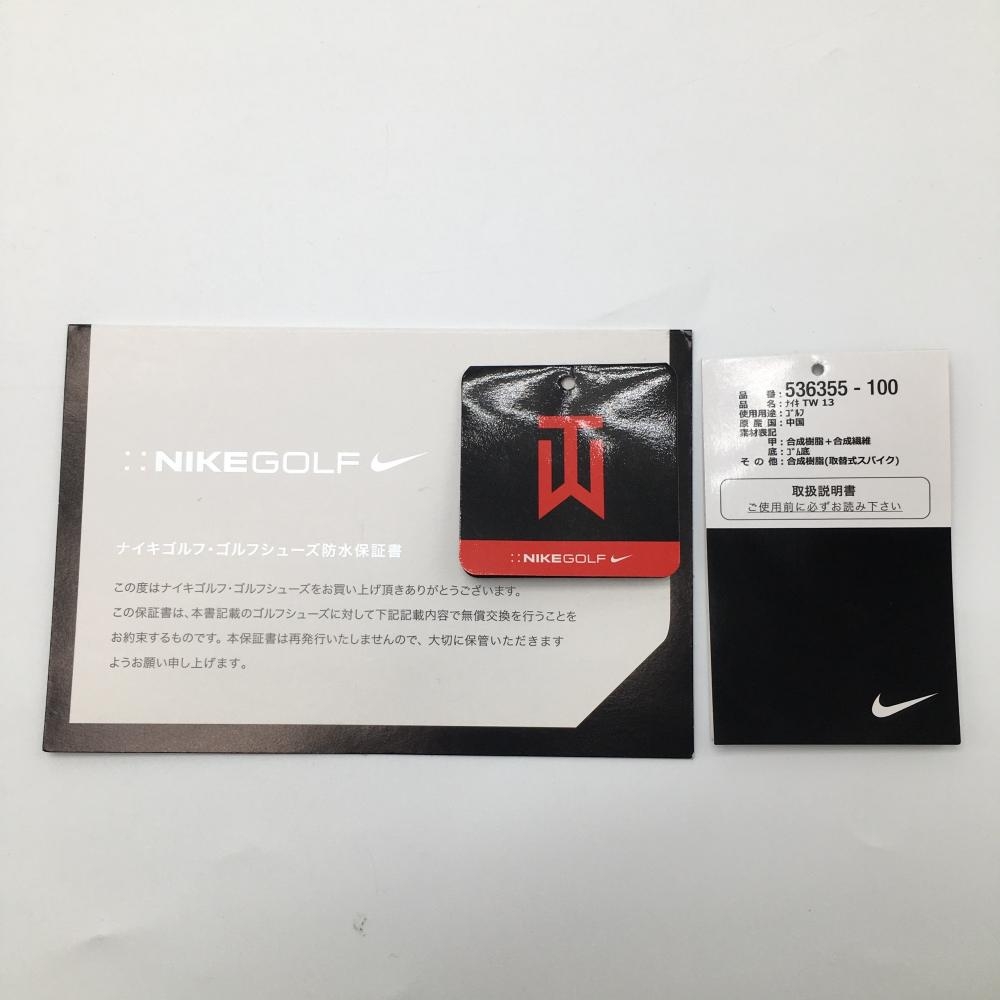 ::NIKEGOLF
ナイキゴルフ・ゴルフシューズ防水保証書
この度はナイキゴルフ・ゴルフシューズをお買い上げ頂きありがとうございます。
この保証書は、本書記載のゴルフシューズに対して下記記載内容で無償交換を行うことを
お約束するものです。本保証書は再発行いたしませんので、大切に保管いただきます
ようお願い申し上げます。
TW
::NIKEGOLF
品番:536355-100
品名:ﾅｲｷ TW 13
使用用途:ｺﾞﾙﾌ
原産国:中国
素材表記
甲:合成樹脂+合成繊維
底:ｺﾞﾑ底
その他:合成樹脂(取替式スパイク)
取扱説明書
ご使用前に必ずお読み下さい